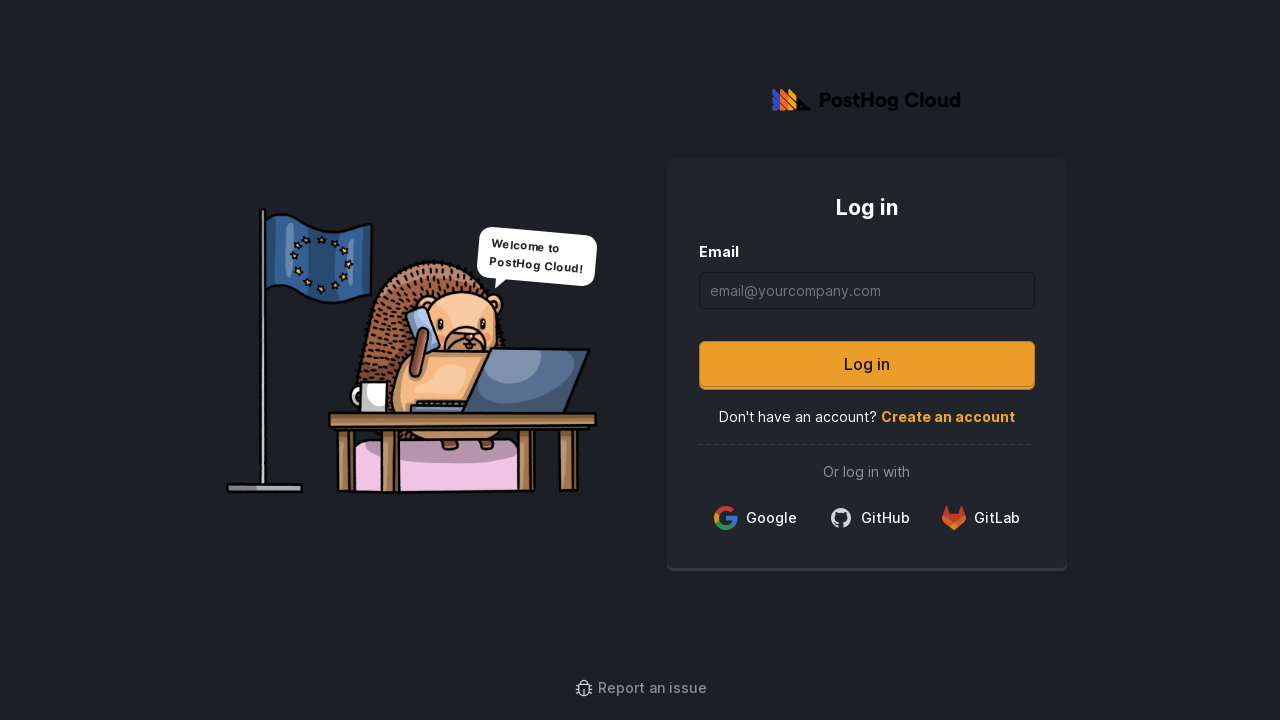 PostHog Cloud
Welcome to
PostHog Cloud!
Log in
Email
email@yourcompany.com
Log in
Don't have an account? Create an account
Or log in with
Google GitHub GitLab
Report an issue